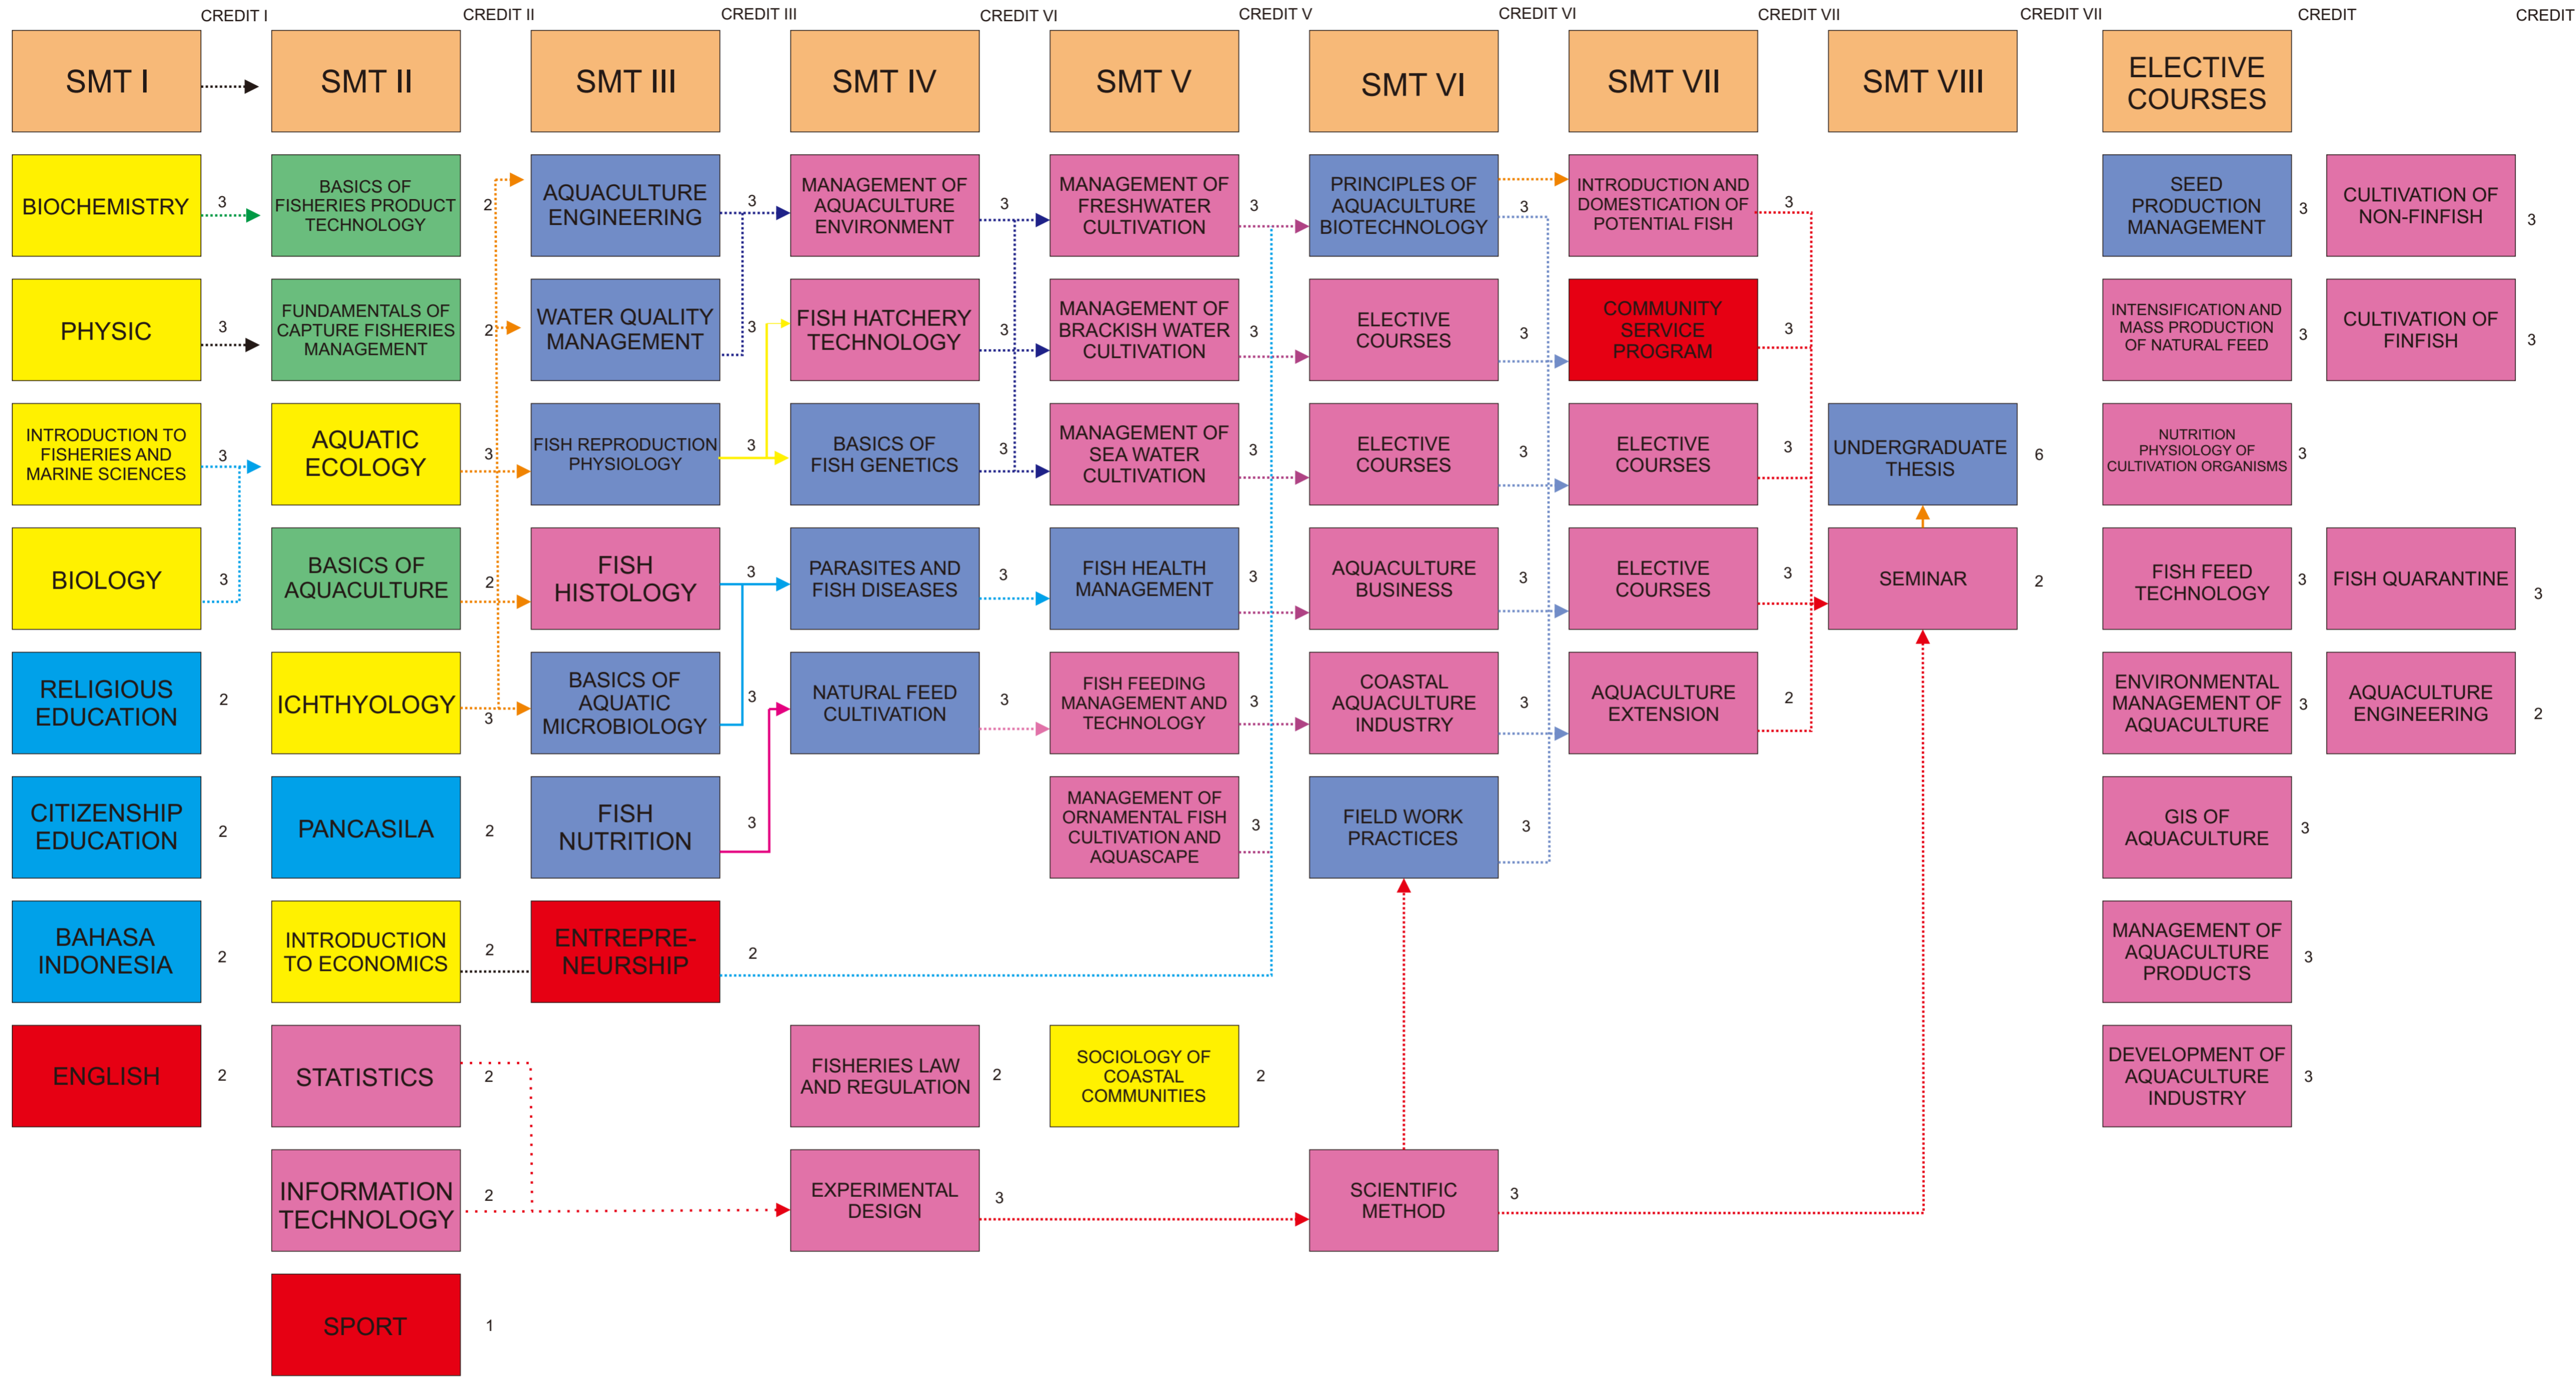 CREDIT I
CREDIT II
CREDIT III
CREDIT VI
CREDIT V
CREDIT VI
CREDIT VII
CREDIT VII
CREDIT
CREDIT
SMT I
SMT II
SMT III
SMT IV
SMT V
SMT VI
SMT VII
SMT VIII
ELECTIVE
COURSES
BIOCHEMISTRY
3
BASICS OF
FISHERIES PRODUCT
TECHNOLOGY
2
AQUACULTURE
ENGINEERING
3
MANAGEMENT OF
AQUACULTURE
ENVIRONMENT
3
MANAGEMENT OF
FRESHWATER
CULTIVATION
3
PRINCIPLES OF
AQUACULTURE
BIOTECHNOLOGY
3
INTRODUCTION AND
DOMESTICATION OF
POTENTIAL FISH
3
SEED
PRODUCTION
MANAGEMENT
3
CULTIVATION OF
NON-FINFISH
3
PHYSIC
3
FUNDAMENTALS OF
CAPTURE FISHERIES
MANAGEMENT
2
WATER QUALITY
MANAGEMENT
3
FISH HATCHERY
TECHNOLOGY
3
MANAGEMENT OF
BRACKISH WATER
CULTIVATION
3
ELECTIVE
COURSES
3
COMMUNITY
SERVICE
PROGRAM
3
INTENSIFICATION AND
MASS PRODUCTION
OF NATURAL FEED
3
CULTIVATION OF
FINFISH
3
INTRODUCTION TO
FISHERIES AND
MARINE SCIENCES
3
AQUATIC
ECOLOGY
3
FISH REPRODUCTION
PHYSIOLOGY
3
BASICS OF
FISH GENETICS
3
MANAGEMENT OF
SEA WATER
CULTIVATION
3
ELECTIVE
COURSES
3
ELECTIVE
COURSES
3
UNDERGRADUATE
THESIS
6
NUTRITION
PHYSIOLOGY OF
CULTIVATION ORGANISMS
3
BIOLOGY
3
BASICS OF
AQUACULTURE
2
FISH
HISTOLOGY
3
PARASITES AND
FISH DISEASES
3
FISH HEALTH
MANAGEMENT
3
AQUACULTURE
BUSINESS
3
ELECTIVE
COURSES
3
SEMINAR
2
FISH FEED
TECHNOLOGY
3
FISH QUARANTINE
3
RELIGIOUS
EDUCATION
2
ICHTHYOLOGY
3
BASICS OF
AQUATIC
MICROBIOLOGY
3
NATURAL FEED
CULTIVATION
3
FISH FEEDING
MANAGEMENT AND
TECHNOLOGY
3
COASTAL
AQUACULTURE
INDUSTRY
3
AQUACULTURE
EXTENSION
2
ENVIRONMENTAL
MANAGEMENT OF
AQUACULTURE
3
AQUACULTURE
ENGINEERING
2
CITIZENSHIP
EDUCATION
2
PANCASILA
2
FISH
NUTRITION
3
MANAGEMENT OF
ORNAMENTAL FISH
CULTIVATION AND
AQUASCAPE
3
FIELD WORK
PRACTICES
3
GIS OF
AQUACULTURE
3
BAHASA
INDONESIA
2
INTRODUCTION
TO ECONOMICS
2
ENTREPRE-
NEURSHIP
2
MANAGEMENT OF
AQUACULTURE
PRODUCTS
3
ENGLISH
2
STATISTICS
2
FISHERIES LAW
AND REGULATION
2
SOCIOLOGY OF
COASTAL
COMMUNITIES
2
DEVELOPMENT OF
AQUACULTURE
INDUSTRY
3
INFORMATION
TECHNOLOGY
2
EXPERIMENTAL
DESIGN
3
SCIENTIFIC
METHOD
3
SPORT
1